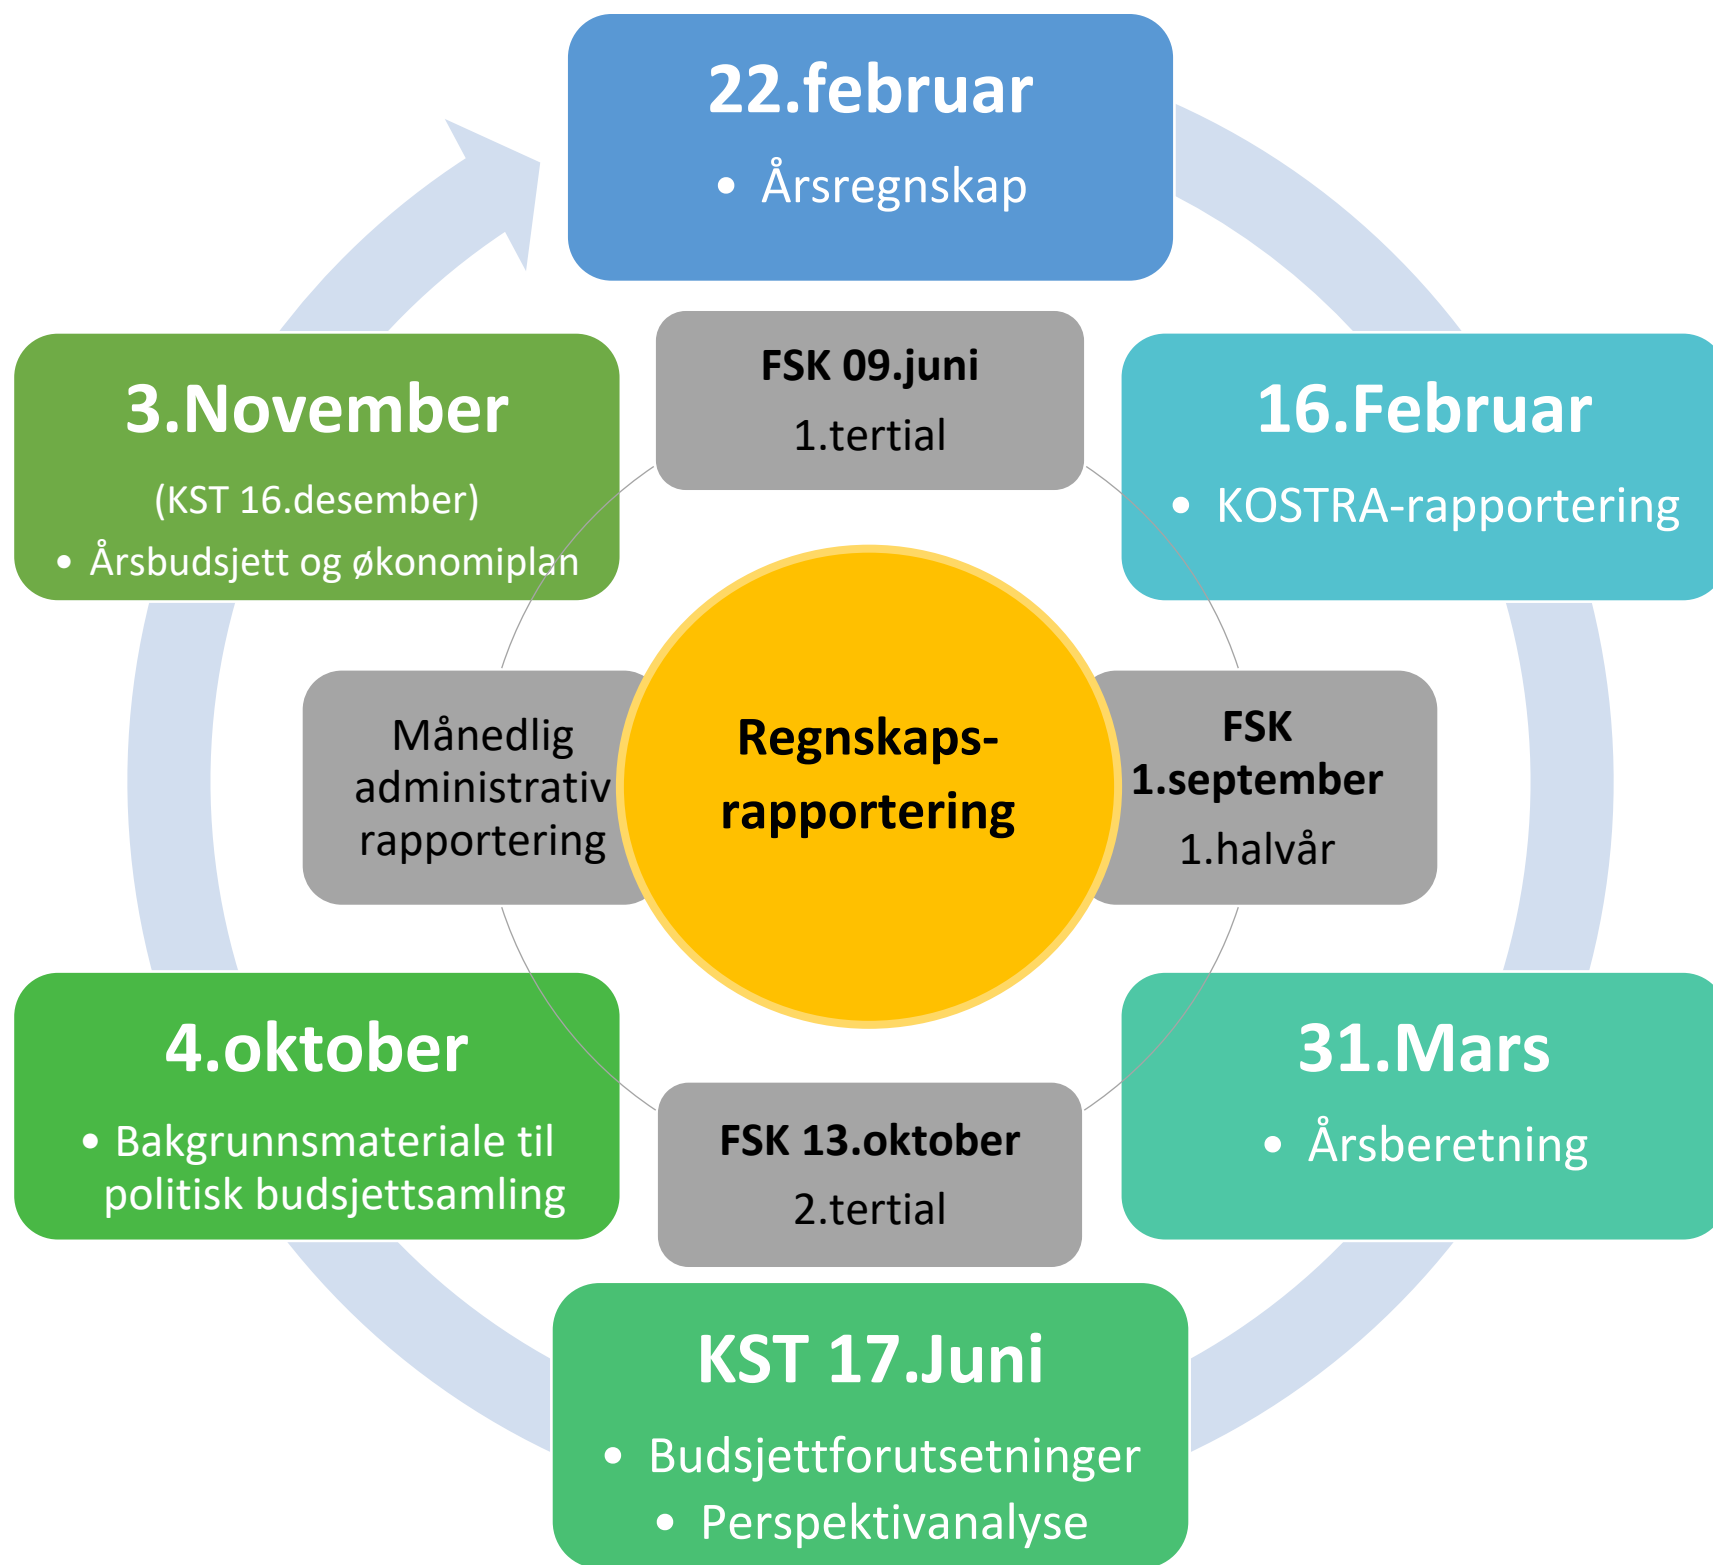 22.februar
• Årsregnskap
16.Februar
• KOSTRA-rapportering
31.Mars
• Årsberetning
KST 17.Juni
• Budsjettforutsetninger
• Perspektivanalyse
4.oktober
• Bakgrunnsmateriale til
politisk budsjettsamling
3.November
(KST 16.desember)
• Årsbudsjett og økonomiplan
FSK 09.juni
1.tertial
FSK
1.september
1.halvår
FSK 13.oktober
2.tertial
Månedlig
administrativ
rapportering
Regnskaps-
rapportering